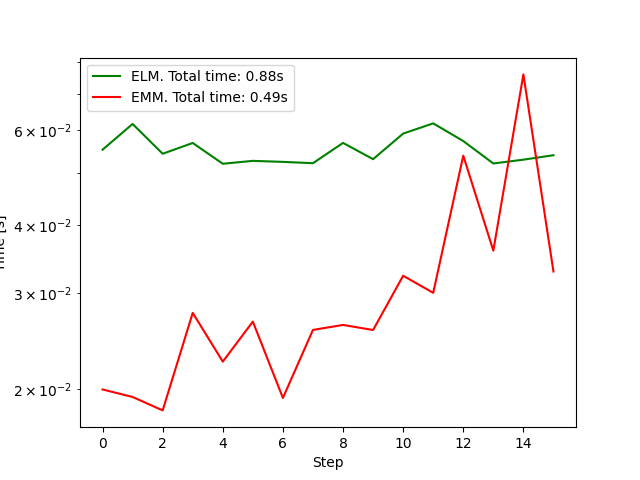 ELM. Total time: 0.88s
EMM. Total time: 0.49s
6 × 10⁻²
4 × 10⁻²
3 × 10⁻²
2 × 10⁻²
Time [s]
0 2 4 6 8 10 12 14
Step